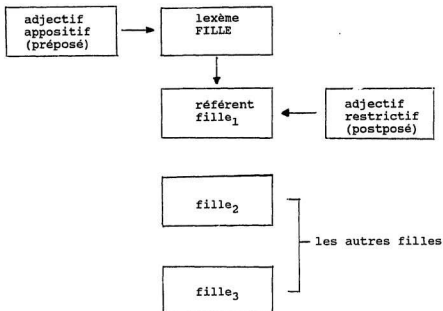 adjectif
appositif
(préposé)
lexème
FILLE
référent
fille₁
adjectif
restrictif
(postposé)
fille₂
les autres filles
fille₃